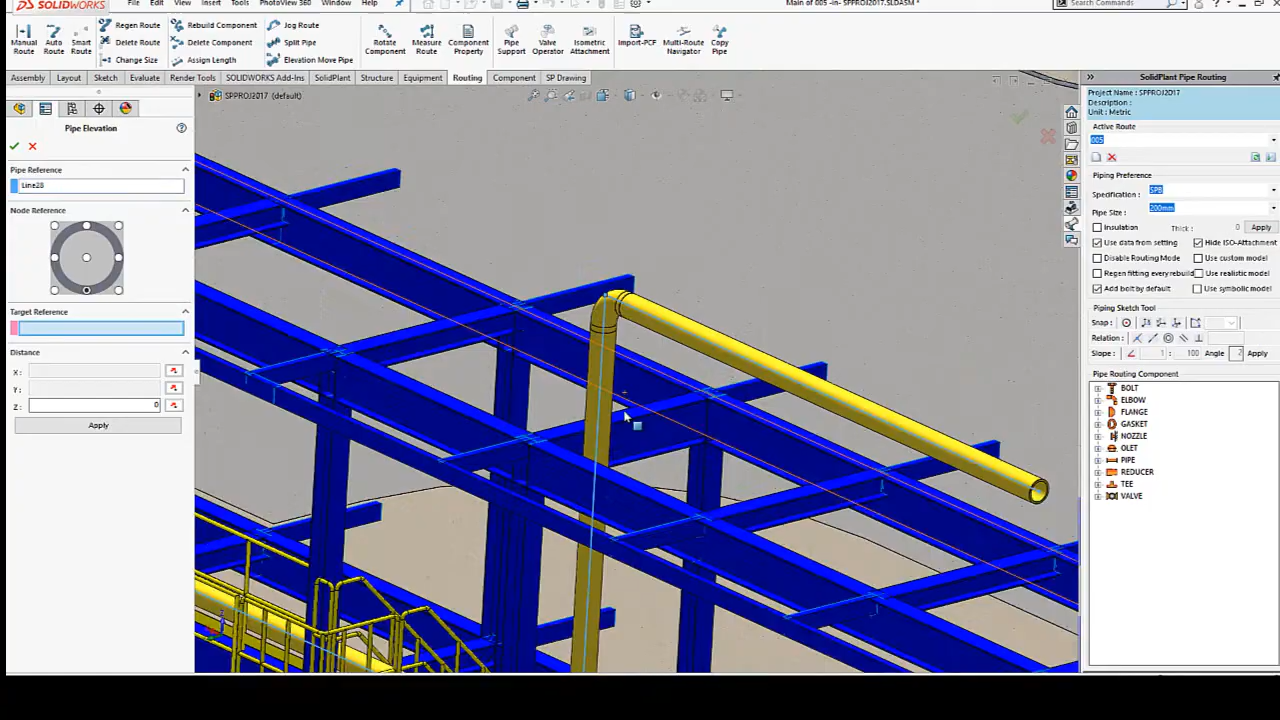 SOLIDWORKS File Edit View Insert Tools PhotoView 360 Window Help Main of 005 -in- SPPROJ2017.SLDASM * Search Commands
Manual Route
Auto Route
Smart Route
Regen Route
Delete Route
Change Size
Rebuild Component
Delete Component
Assign Length
Jog Route
Split Pipe
Elevation Move Pipe
Rotate Component
Measure Route
Component Property
Pipe Support
Valve Operator
Isometric Attachment
Import-PCF
Multi-Route Navigator
Copy Pipe
Assembly Layout Sketch Evaluate Render Tools SOLIDWORKS Add-Ins SolidPlant Structure Equipment Routing Component SP Drawing
SPPROJ2017 (default)
Pipe Elevation
Pipe Reference
Line28
Node Reference
Target Reference
Distance
X:
Y:
Z: 0
Apply
SolidPlant Pipe Routing
Project Name : SPPROJ2017
Description :
Unit : Metric
Active Route
005
Piping Preference
Specification : SPB
Pipe Size : 200mm
Insulation Thick : 0 Apply
Use data from setting Hide ISO-Attachment
Disable Routing Mode Use custom model
Regen fitting every rebuild Use realistic model
Add bolt by default Use symbolic model
Piping Sketch Tool
Snap :
Relation :
Slope : 1 : 100 Angle 2 Apply
Pipe Routing Component
BOLT
ELBOW
FLANGE
GASKET
NOZZLE
OLET
PIPE
REDUCER
TEE
VALVE